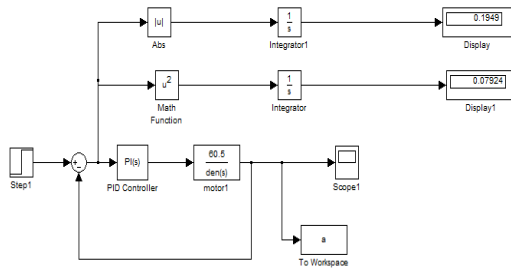 |u|
Abs
1
s
Integrator1
0.1949
Display
u2
Math
Function
1
s
Integrator
0.07924
Display1
Step1
+
−
PI(s)
PID Controller
60.5
den(s)
motor1
Scope1
a
To Workspace